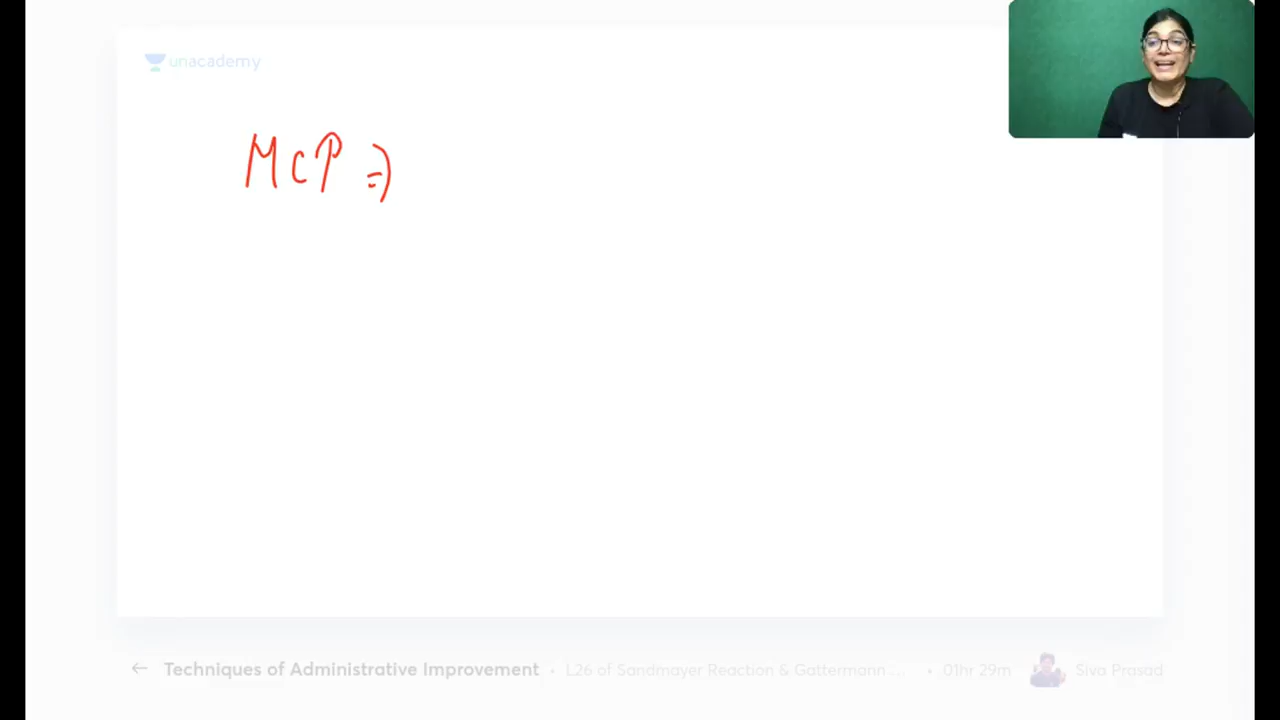 unacademy
MCP =)
← Techniques of Administrative Improvement • L26 of Sandmayer Reaction & Gattermann ... • 01hr 29m Siva Prasad